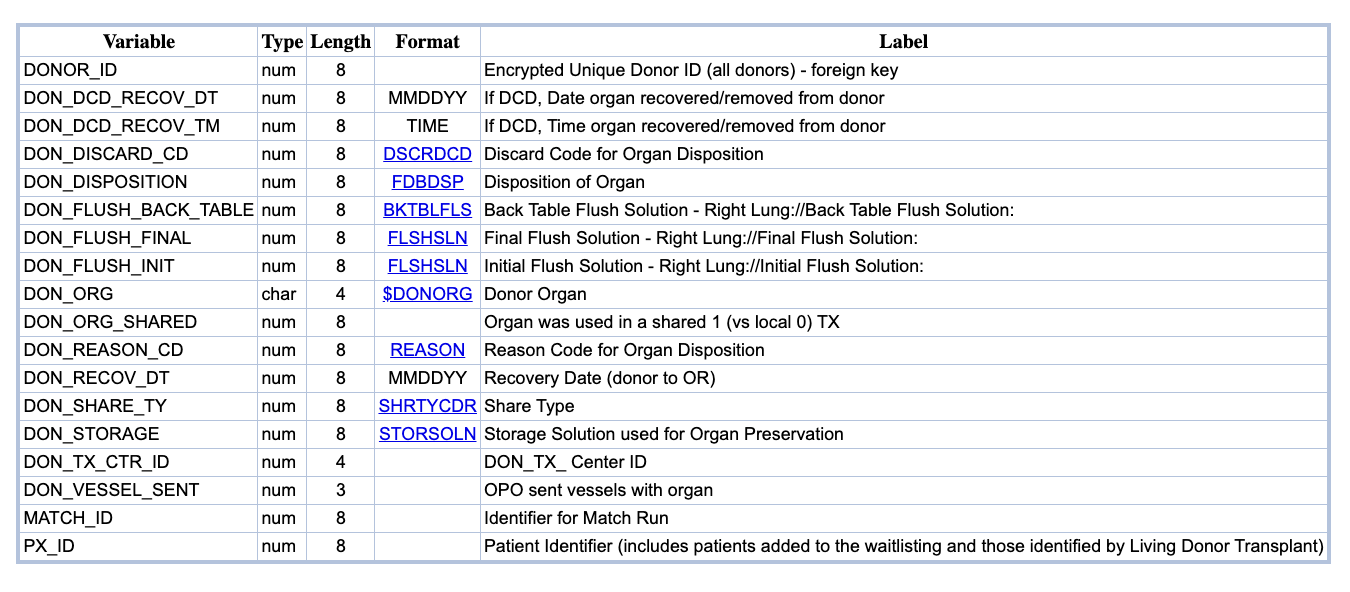 Variable Type Length Format Label
DONOR_ID num 8 Encrypted Unique Donor ID (all donors) - foreign key
DON_DCD_RECOV_DT num 8 MMDDYY If DCD, Date organ recovered/removed from donor
DON_DCD_RECOV_TM num 8 TIME If DCD, Time organ recovered/removed from donor
DON_DISCARD_CD num 8 DSCRDCD Discard Code for Organ Disposition
DON_DISPOSITION num 8 FDBDSP Disposition of Organ
DON_FLUSH_BACK_TABLE num 8 BKTBLFLS Back Table Flush Solution - Right Lung://Back Table Flush Solution:
DON_FLUSH_FINAL num 8 FLSHSLN Final Flush Solution - Right Lung://Final Flush Solution:
DON_FLUSH_INIT num 8 FLSHSLN Initial Flush Solution - Right Lung://Initial Flush Solution:
DON_ORG char 4 $DONORG Donor Organ
DON_ORG_SHARED num 8 Organ was used in a shared 1 (vs local 0) TX
DON_REASON_CD num 8 REASON Reason Code for Organ Disposition
DON_RECOV_DT num 8 MMDDYY Recovery Date (donor to OR)
DON_SHARE_TY num 8 SHRTYCDR Share Type
DON_STORAGE num 8 STORSOLN Storage Solution used for Organ Preservation
DON_TX_CTR_ID num 4 DON_TX_ Center ID
DON_VESSEL_SENT num 3 OPO sent vessels with organ
MATCH_ID num 8 Identifier for Match Run
PX_ID num 8 Patient Identifier (includes patients added to the waitlisting and those identified by Living Donor Transplant)